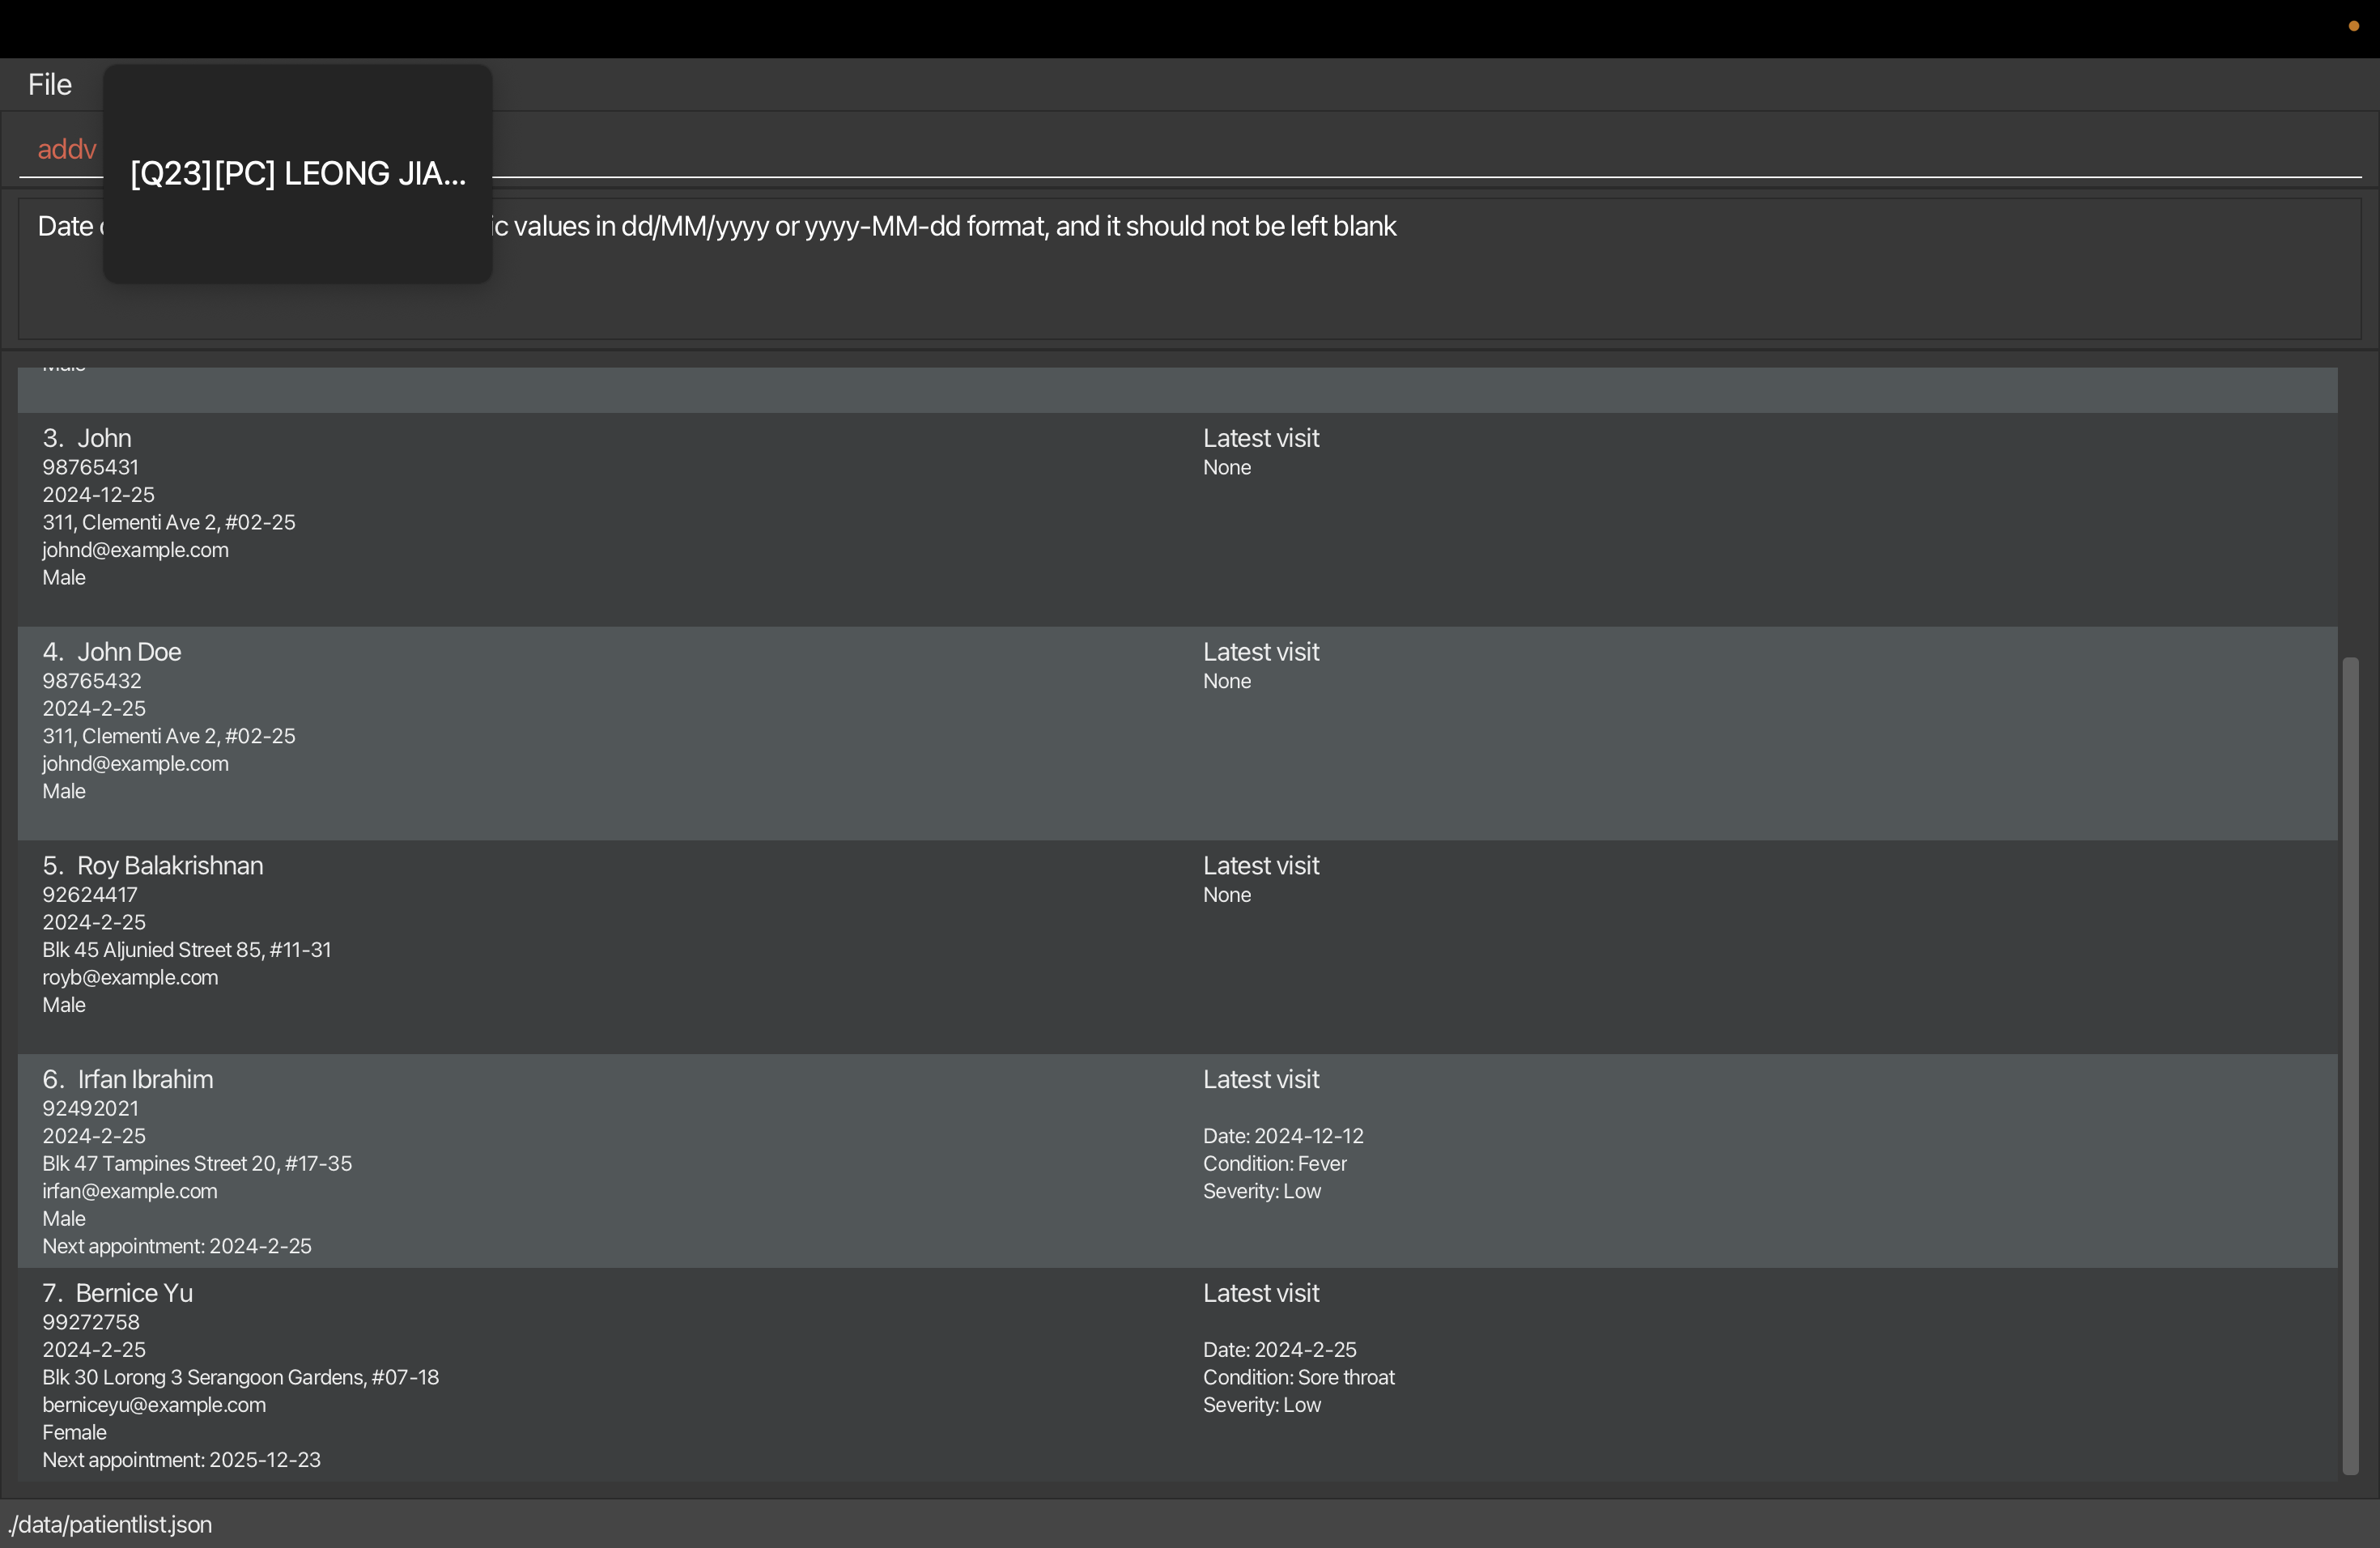 File
addv
[Q23][PC] LEONG JIA...
Date values in dd/MM/yyyy or yyyy-MM-dd format, and it should not be left blank
3. John
98765431
2024-12-25
311, Clementi Ave 2, #02-25
johnd@example.com
Male
Latest visit
None
4. John Doe
98765432
2024-2-25
311, Clementi Ave 2, #02-25
johnd@example.com
Male
Latest visit
None
5. Roy Balakrishnan
92624417
2024-2-25
Blk 45 Aljunied Street 85, #11-31
royb@example.com
Male
Latest visit
None
6. Irfan Ibrahim
92492021
2024-2-25
Blk 47 Tampines Street 20, #17-35
irfan@example.com
Male
Next appointment: 2024-2-25
Latest visit
Date: 2024-12-12
Condition: Fever
Severity: Low
7. Bernice Yu
99272758
2024-2-25
Blk 30 Lorong 3 Serangoon Gardens, #07-18
berniceyu@example.com
Female
Next appointment: 2025-12-23
Latest visit
Date: 2024-2-25
Condition: Sore throat
Severity: Low
./data/patientlist.json